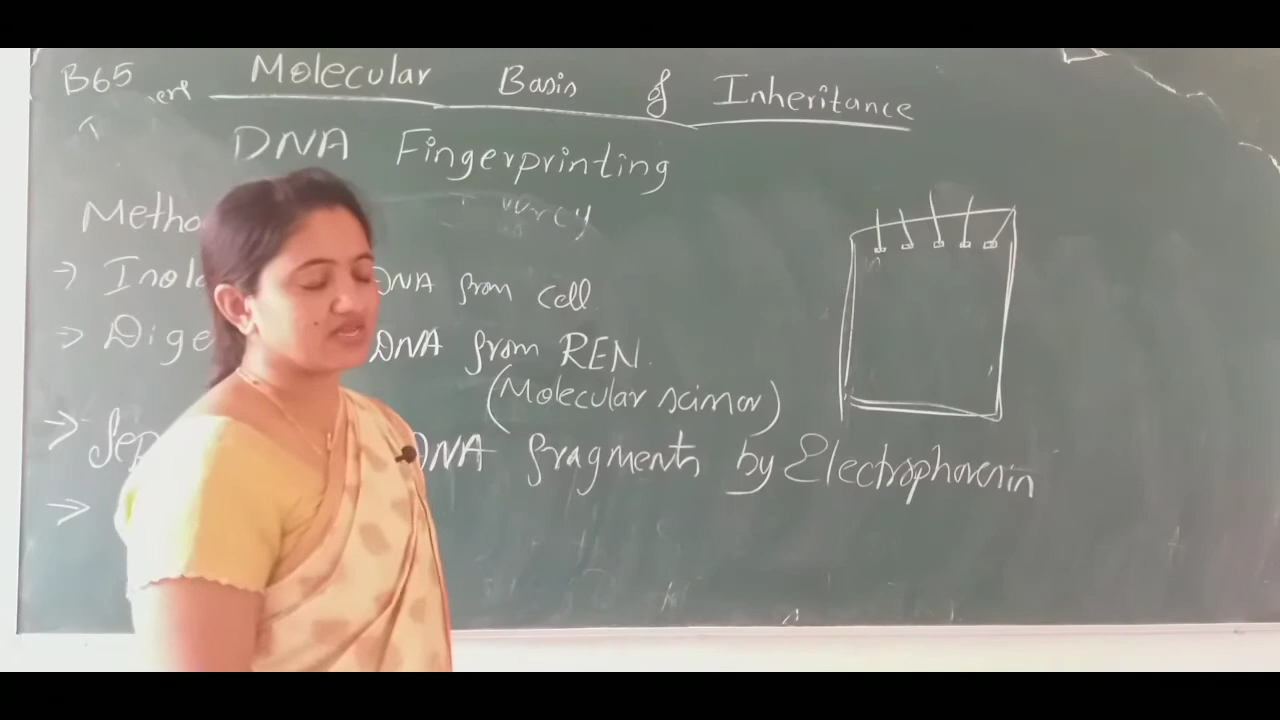 B65 Molecular Basis of Inheritance
DNA Fingerprinting
Metho
→ Isola DNA from cell
→ Dige DNA from REN.
(Molecular scissor)
→ Sep DNA fragments by Electrophoresis
→